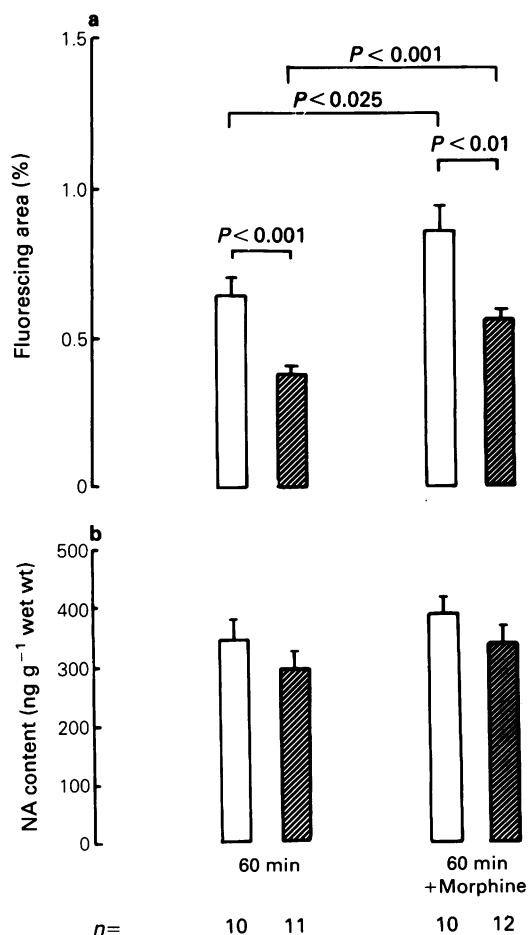 a
1.5
P < 0.001
P < 0.025
P < 0.01
1.0
P < 0.001
0.5
0
Fluorescing area (%)
b
500
400
300
200
100
0
NA content (ng g⁻¹ wet wt)
60 min
60 min
+Morphine
n= 10 11 10 12